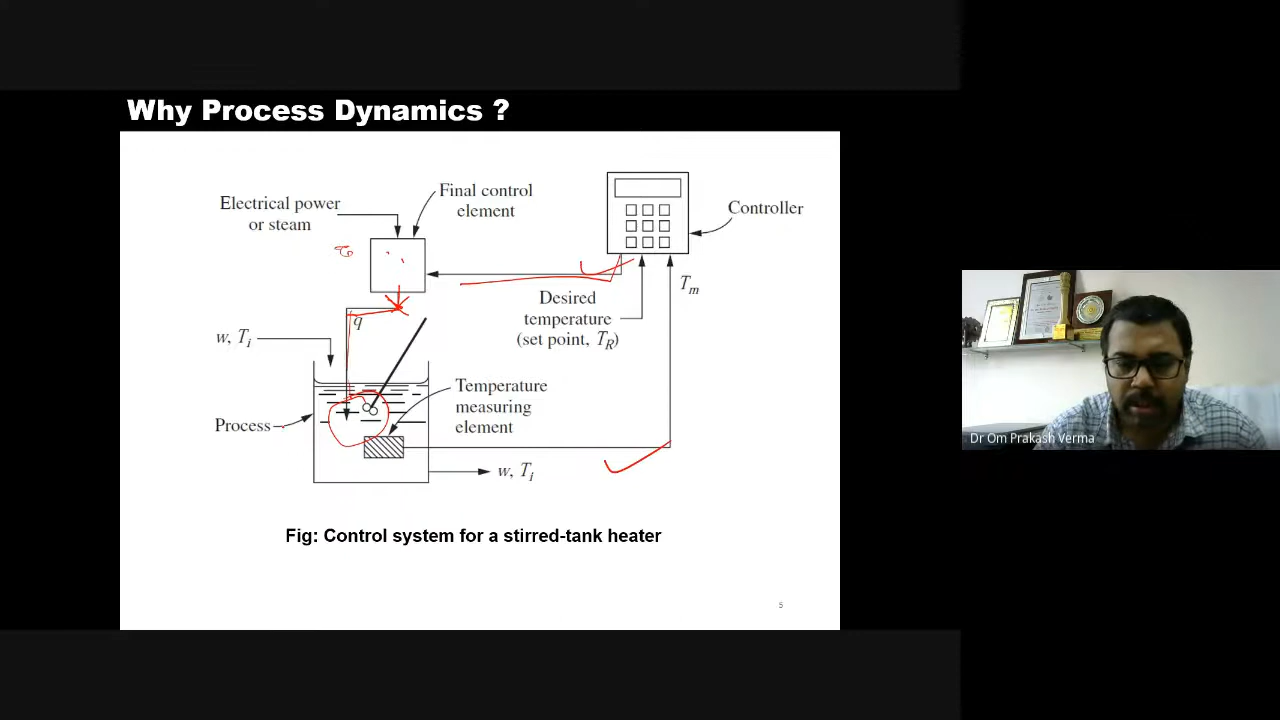 Why Process Dynamics ?
Electrical power
or steam
Final control
element
Controller
Desired
temperature
(set point, T_R)
T_m
q
w, T_i
Temperature
measuring
element
Process
w, T_i
Fig: Control system for a stirred-tank heater
5
Dr Om Prakash Verma